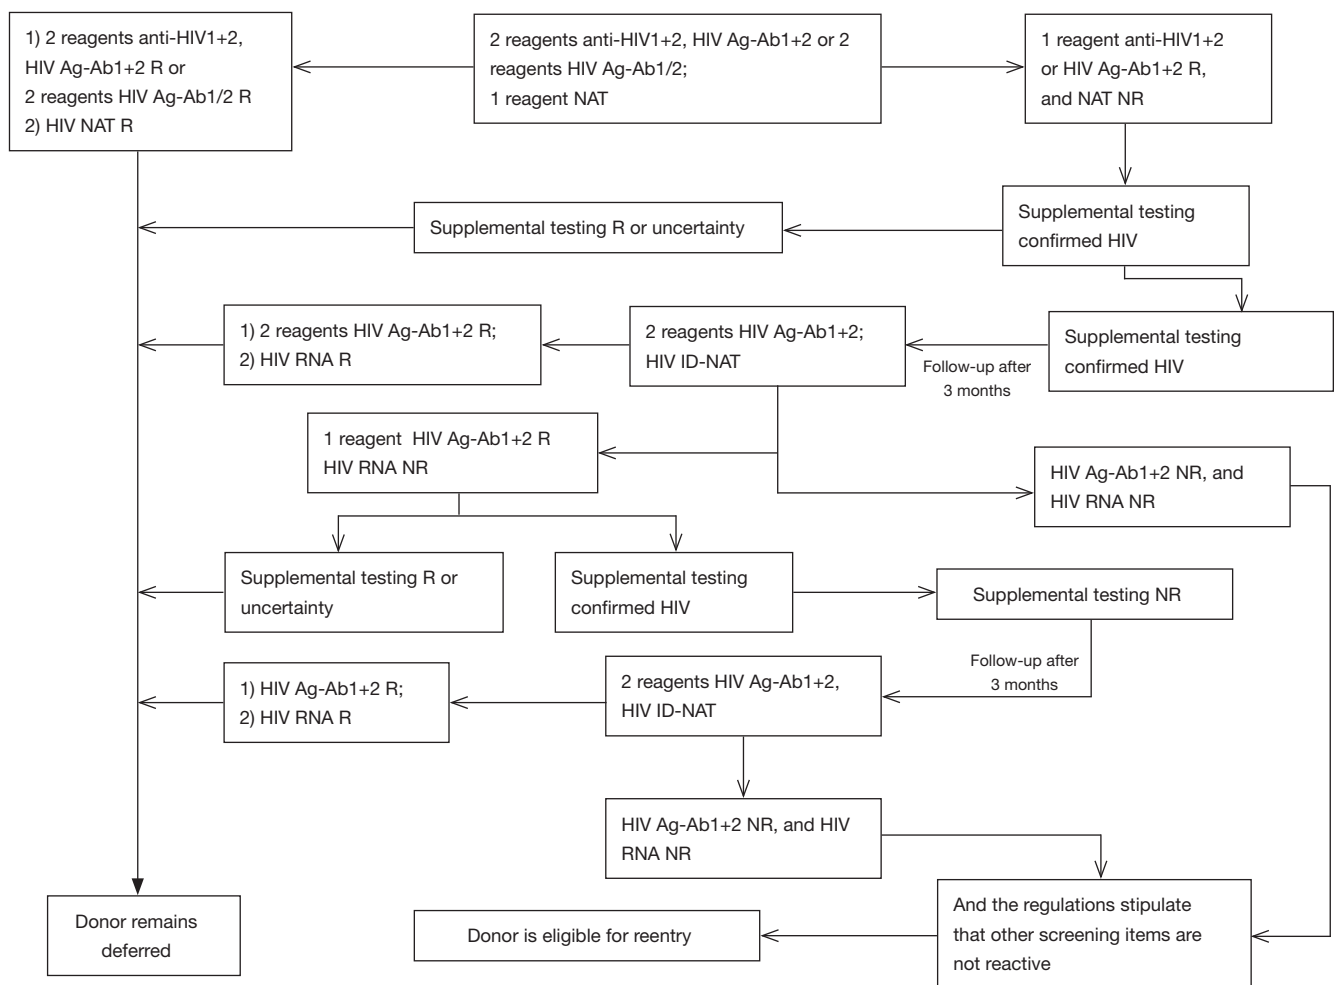 1) 2 reagents anti-HIV1+2,
HIV Ag-Ab1+2 R or
2 reagents HIV Ag-Ab1/2 R
2) HIV NAT R
2 reagents anti-HIV1+2, HIV Ag-Ab1+2 or 2
reagents HIV Ag-Ab1/2;
1 reagent NAT
1 reagent anti-HIV1+2
or HIV Ag-Ab1+2 R,
and NAT NR
Supplemental testing R or uncertainty
Supplemental testing
confirmed HIV
1) 2 reagents HIV Ag-Ab1+2 R;
2) HIV RNA R
2 reagents HIV Ag-Ab1+2;
HIV ID-NAT
Follow-up after
3 months
Supplemental testing
confirmed HIV
1 reagent HIV Ag-Ab1+2 R
HIV RNA NR
HIV Ag-Ab1+2 NR, and
HIV RNA NR
Supplemental testing R or
uncertainty
Supplemental testing
confirmed HIV
Supplemental testing NR
Follow-up after
3 months
1) HIV Ag-Ab1+2 R;
2) HIV RNA R
2 reagents HIV Ag-Ab1+2,
HIV ID-NAT
HIV Ag-Ab1+2 NR, and HIV
RNA NR
Donor remains
deferred
Donor is eligible for reentry
And the regulations stipulate
that other screening items are
not reactive